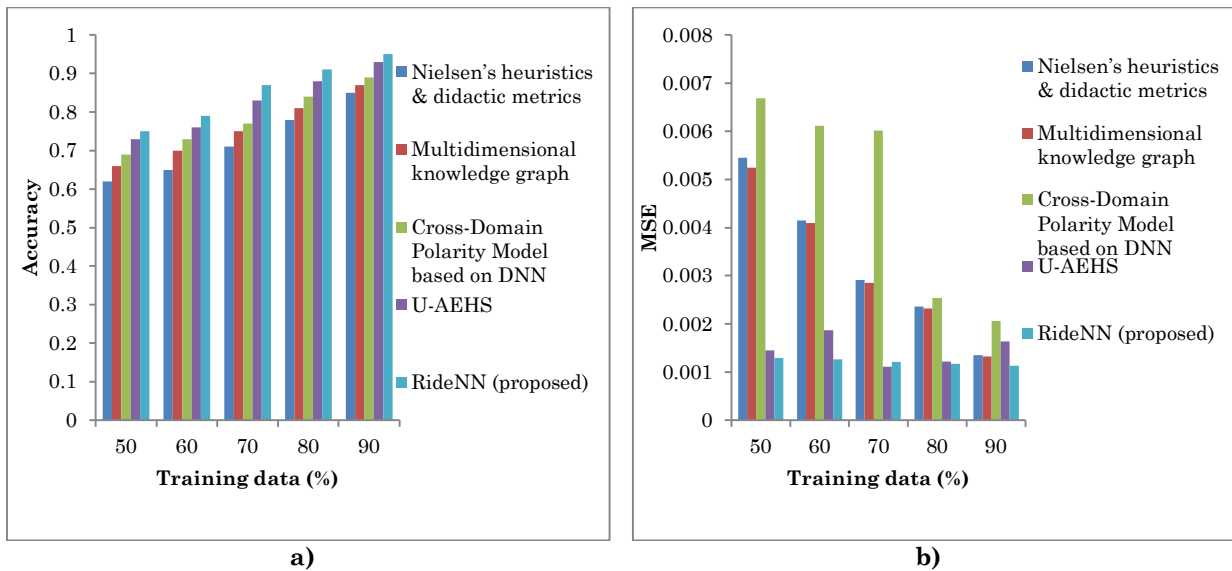 1
0.9
0.8
0.7
0.6
0.5
0.4
0.3
0.2
0.1
0
Accuracy
50 60 70 80 90
Training data (%)
Nielsen’s heuristics
& didactic metrics
Multidimensional
knowledge graph
Cross-Domain
Polarity Model
based on DNN
U-AEHS
RideNN (proposed)
a)
0.008
0.007
0.006
0.005
0.004
0.003
0.002
0.001
0
MSE
50 60 70 80 90
Training data (%)
Nielsen’s heuristics
& didactic metrics
Multidimensional
knowledge graph
Cross-Domain
Polarity Model
based on DNN
U-AEHS
RideNN (proposed)
b)